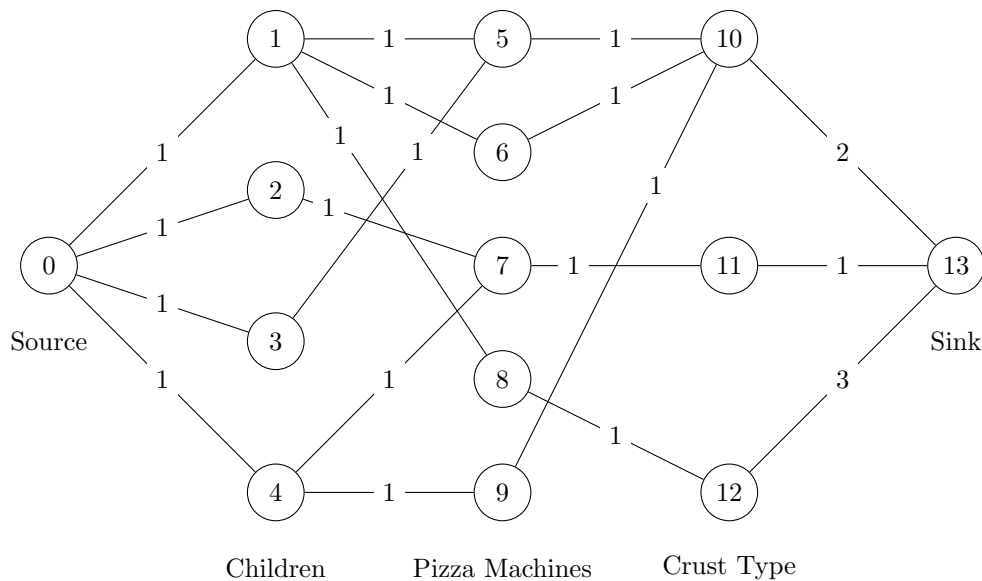 1 1 5 1 10
1 1
1 1 2
2 1 1
1 1
0 7 1 11 1 13
1
Source 3 Sink
1 1 8 3
1
4 1 9 12
Children Pizza Machines Crust Type